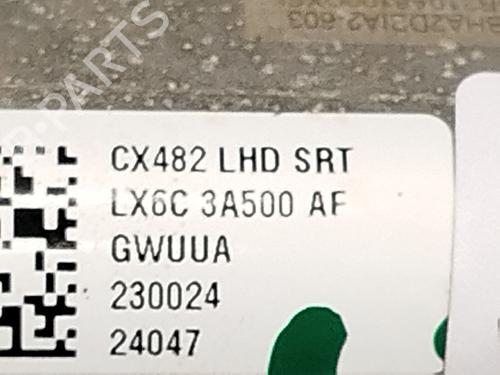 CX482 LHD SRT
LX6C 3A500 AF
GWUUA
230024
24047